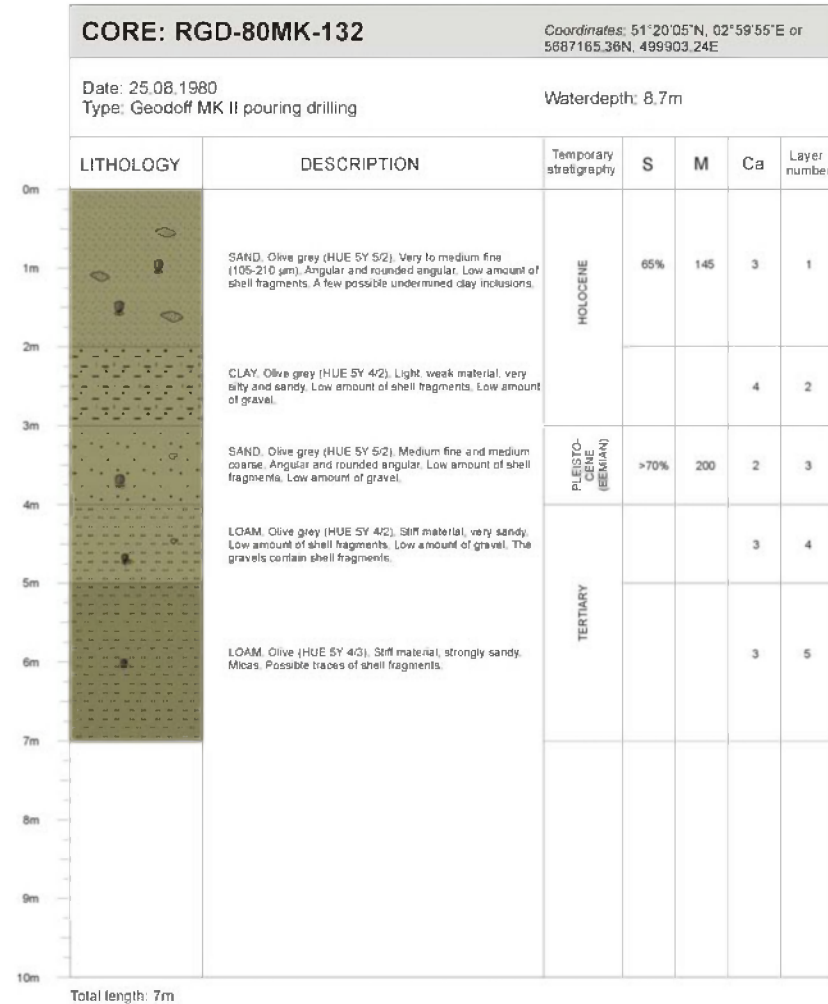 CORE: RGD-80MK-132
Coordinates: 51°20'05"N, 02°59'55"E or
5687165.36N, 499903.24E
Date: 25.08.1980
Type: Geodoff MK II pouring drilling
Waterdepth: 8.7m
LITHOLOGY
DESCRIPTION
Temporary
stratigraphy
S
M
Ca
Layer
number
0m
1m
2m
3m
4m
5m
6m
7m
8m
9m
10m
SAND. Olive grey (HUE 5Y 5/2). Very to medium fine
(105-210 µm). Angular and rounded angular. Low amount of
shell fragments. A few possible undermined clay inclusions.
HOLOCENE
65%
145
3
1
CLAY. Olive grey (HUE 5Y 4/2). Light, weak material, very
silty and sandy. Low amount of shell fragments. Low amount
of gravel.
4
2
SAND. Olive grey (HUE 5Y 5/2). Medium fine and medium
coarse. Angular and rounded angular. Low amount of shell
fragments. Low amount of gravel.
PLEISTO-
CENE
(EEMIAN)
>70%
200
2
3
LOAM. Olive grey (HUE 5Y 4/2). Stiff material, very sandy.
Low amount of shell fragments. Low amount of gravel. The
gravels contain shell fragments.
TERTIARY
3
4
LOAM. Olive (HUE 5Y 4/3). Stiff material, strongly sandy.
Micas. Possible traces of shell fragments.
3
5
Total length: 7m